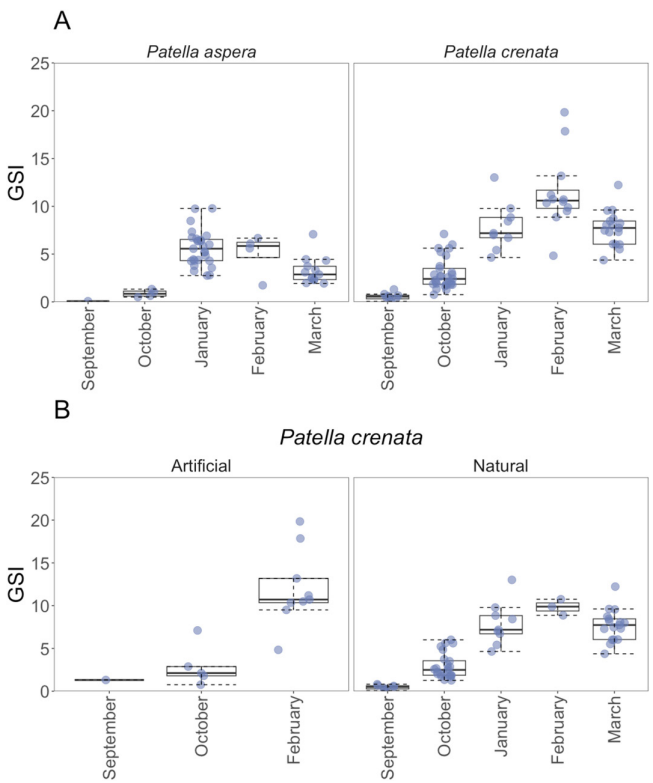 A
Patella aspera
Patella crenata
25
20
15
10
5
0
GSI
September
October
January
February
March
September
October
January
February
March
B
Patella crenata
Artificial
Natural
25
20
15
10
5
0
GSI
September
October
February
September
October
January
February
March